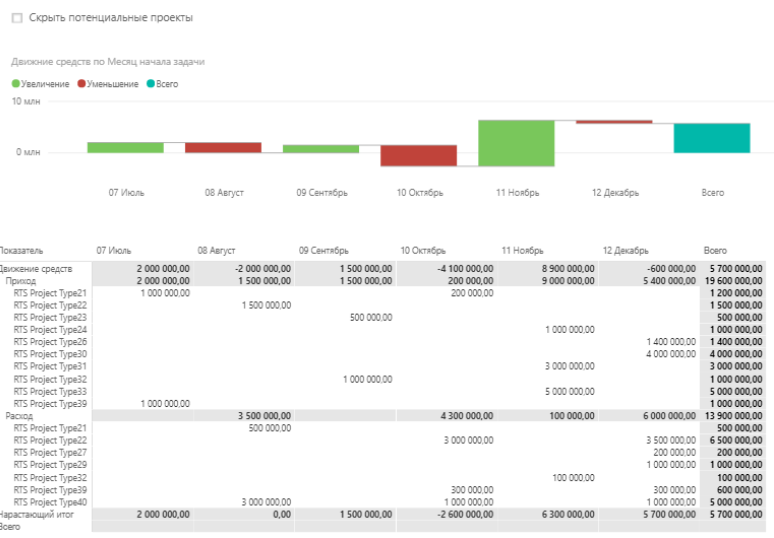 Скрыть потенциальные проекты
Движние средств по Месяц начала задачи
Увеличение Уменьшение Всего
10 млн
0 млн
07 Июль 08 Август 09 Сентябрь 10 Октябрь 11 Ноябрь 12 Декабрь Всего
Показатель 07 Июль 08 Август 09 Сентябрь 10 Октябрь 11 Ноябрь 12 Декабрь Всего
Движение средств 2 000 000,00 -2 000 000,00 1 500 000,00 -4 100 000,00 8 900 000,00 -600 000,00 5 700 000,00
Приход 2 000 000,00 1 500 000,00 1 500 000,00 200 000,00 9 000 000,00 5 400 000,00 19 600 000,00
RTS Project Type21 1 000 000,00 200 000,00 1 200 000,00
RTS Project Type22 1 500 000,00 1 500 000,00
RTS Project Type23 500 000,00 500 000,00
RTS Project Type24 1 000 000,00 1 000 000,00
RTS Project Type26 1 400 000,00 1 400 000,00
RTS Project Type30 4 000 000,00 4 000 000,00
RTS Project Type31 3 000 000,00 3 000 000,00
RTS Project Type32 1 000 000,00 1 000 000,00
RTS Project Type33 5 000 000,00 5 000 000,00
RTS Project Type39 1 000 000,00 1 000 000,00
Расход 3 500 000,00 4 300 000,00 100 000,00 6 000 000,00 13 900 000,00
RTS Project Type21 500 000,00 500 000,00
RTS Project Type22 3 000 000,00 3 500 000,00 6 500 000,00
RTS Project Type27 200 000,00 200 000,00
RTS Project Type29 1 000 000,00 1 000 000,00
RTS Project Type32 100 000,00 100 000,00
RTS Project Type39 300 000,00 300 000,00 600 000,00
RTS Project Type40 3 000 000,00 1 000 000,00 1 000 000,00 5 000 000,00
Нарастающий итог 2 000 000,00 0,00 1 500 000,00 -2 600 000,00 6 300 000,00 5 700 000,00 5 700 000,00
Всего